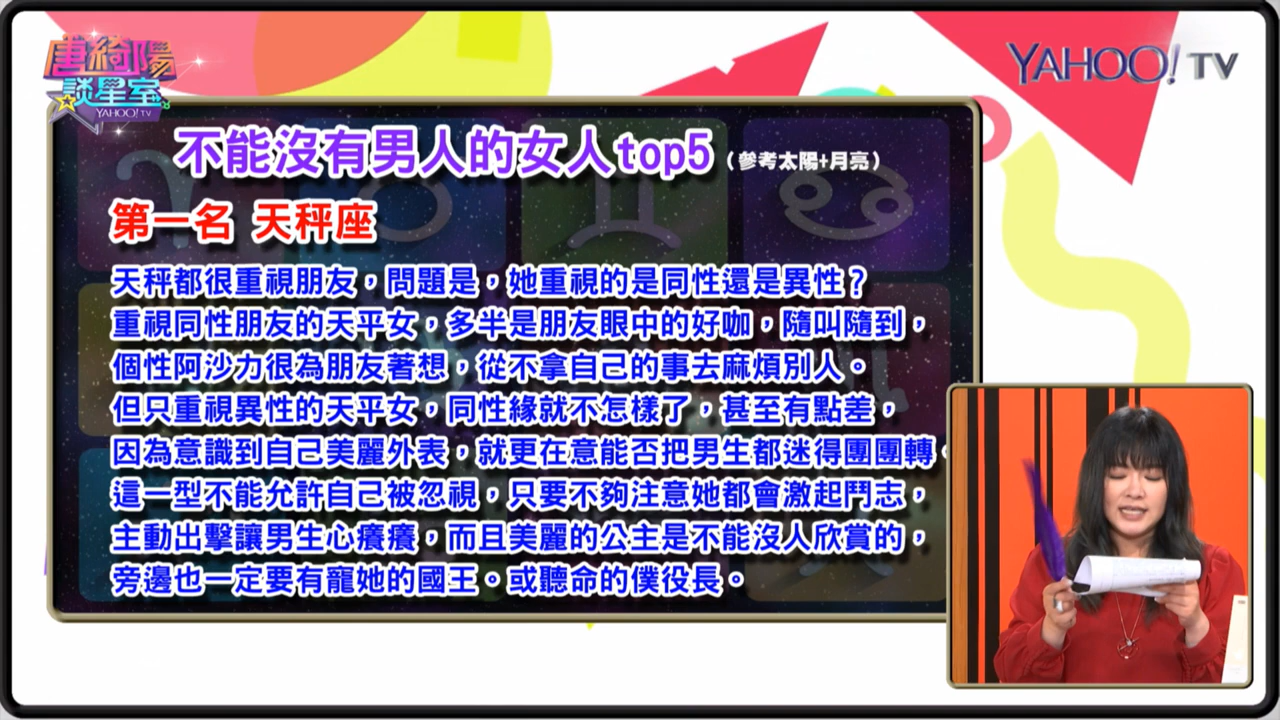 唐綺陽
談星室
YAHOO! TV
YAHOO! TV
不能沒有男人的女人top5（參考太陽+月亮）
第一名 天秤座
天秤都很重視朋友，問題是，她重視的是同性還是異性？
重視同性朋友的天平女，多半是朋友眼中的好咖，隨叫隨到，
個性阿沙力很為朋友著想，從不拿自己的事去麻煩別人。
但只重視異性的天平女，同性緣就不怎樣了，甚至有點差，
因為意識到自己美麗外表，就更在意能否把男生都迷得團團轉。
這一型不能允許自己被忽視，只要不夠注意她都會激起鬥志，
主動出擊讓男生心癢癢，而且美麗的公主是不能沒人欣賞的，
旁邊也一定要有寵她的國王。或聽命的僕役長。